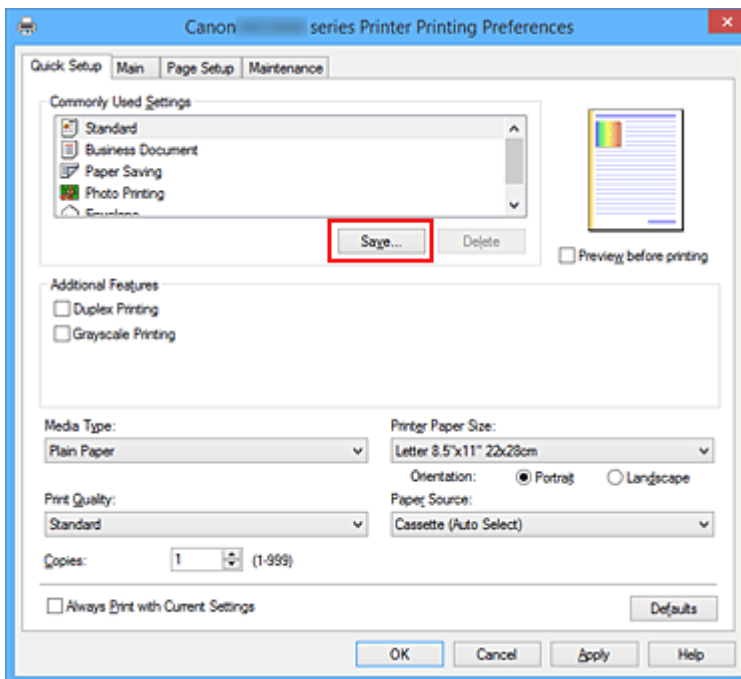 Canon series Printer Printing Preferences
Quick Setup Main Page Setup Maintenance
Commonly Used Settings
Standard
Business Document
Paper Saving
Photo Printing
Envelope
Save... Delete
Preview before printing
Additional Features
Duplex Printing
Grayscale Printing
Media Type: Printer Paper Size:
Plain Paper Letter 8.5"x11" 22x28cm
Orientation: Portrait Landscape
Print Quality: Paper Source:
Standard Cassette (Auto Select)
Copies: 1 (1-999)
Always Print with Current Settings Defaults
OK Cancel Apply Help